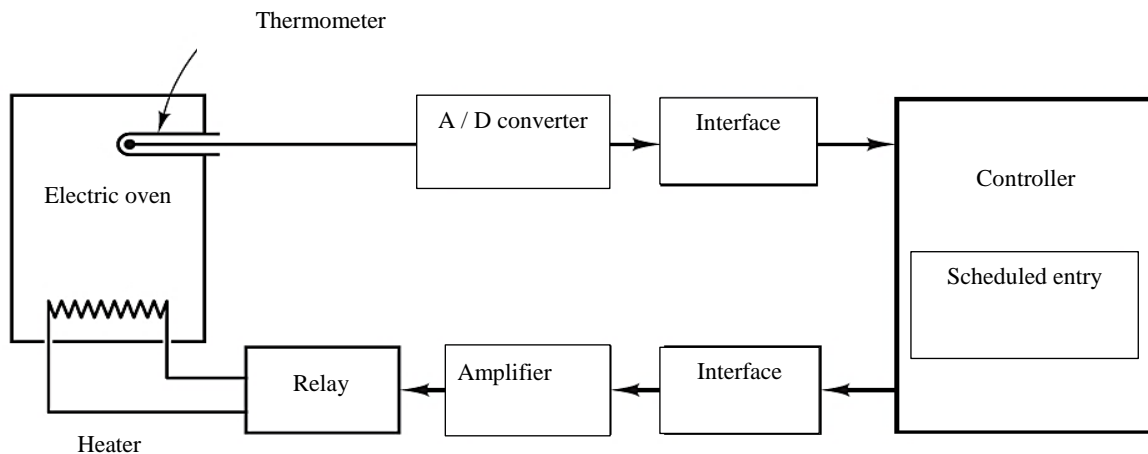 Thermometer
A / D converter
Interface
Electric oven
Controller
Scheduled entry
Relay
Amplifier
Interface
Heater